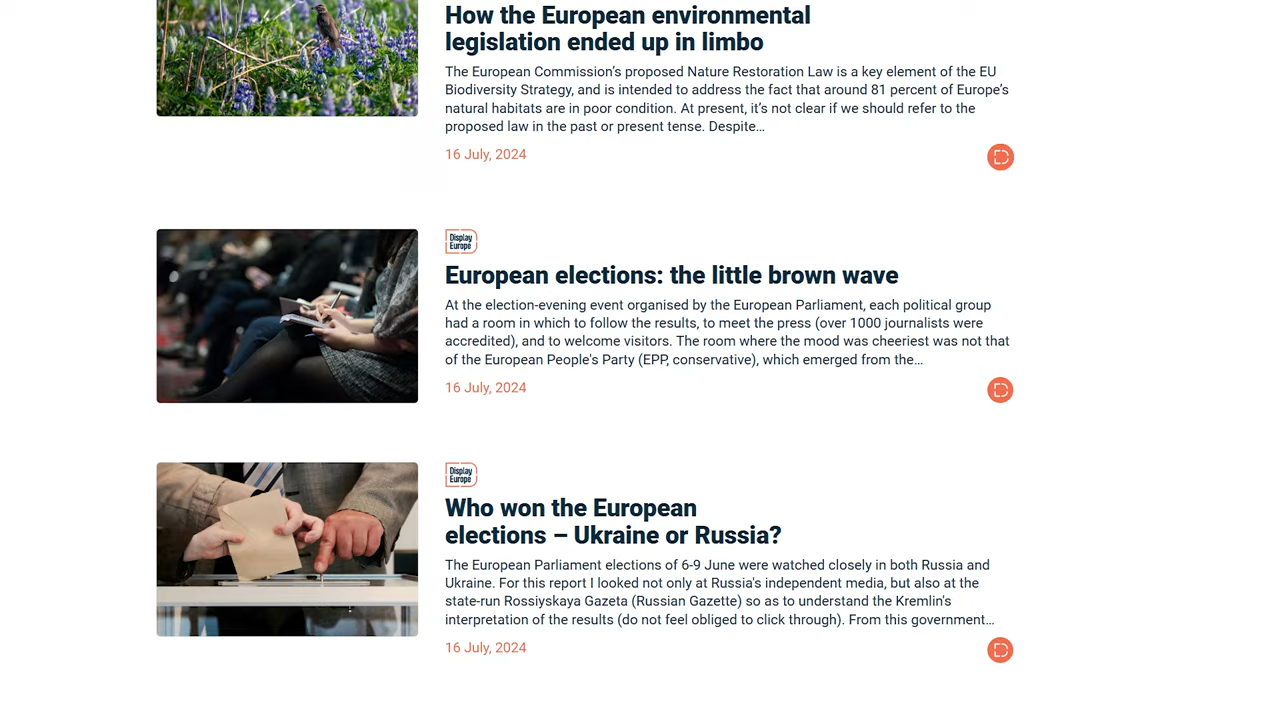 How the European environmental
legislation ended up in limbo
The European Commission’s proposed Nature Restoration Law is a key element of the EU
Biodiversity Strategy, and is intended to address the fact that around 81 percent of Europe’s
natural habitats are in poor condition. At present, it’s not clear if we should refer to the
proposed law in the past or present tense. Despite…
16 July, 2024
Display
Europe
European elections: the little brown wave
At the election-evening event organised by the European Parliament, each political group
had a room in which to follow the results, to meet the press (over 1000 journalists were
accredited), and to welcome visitors. The room where the mood was cheeriest was not that
of the European People's Party (EPP, conservative), which emerged from the…
16 July, 2024
Display
Europe
Who won the European
elections – Ukraine or Russia?
The European Parliament elections of 6-9 June were watched closely in both Russia and
Ukraine. For this report I looked not only at Russia's independent media, but also at the
state-run Rossiyskaya Gazeta (Russian Gazette) so as to understand the Kremlin's
interpretation of the results (do not feel obliged to click through). From this government…
16 July, 2024